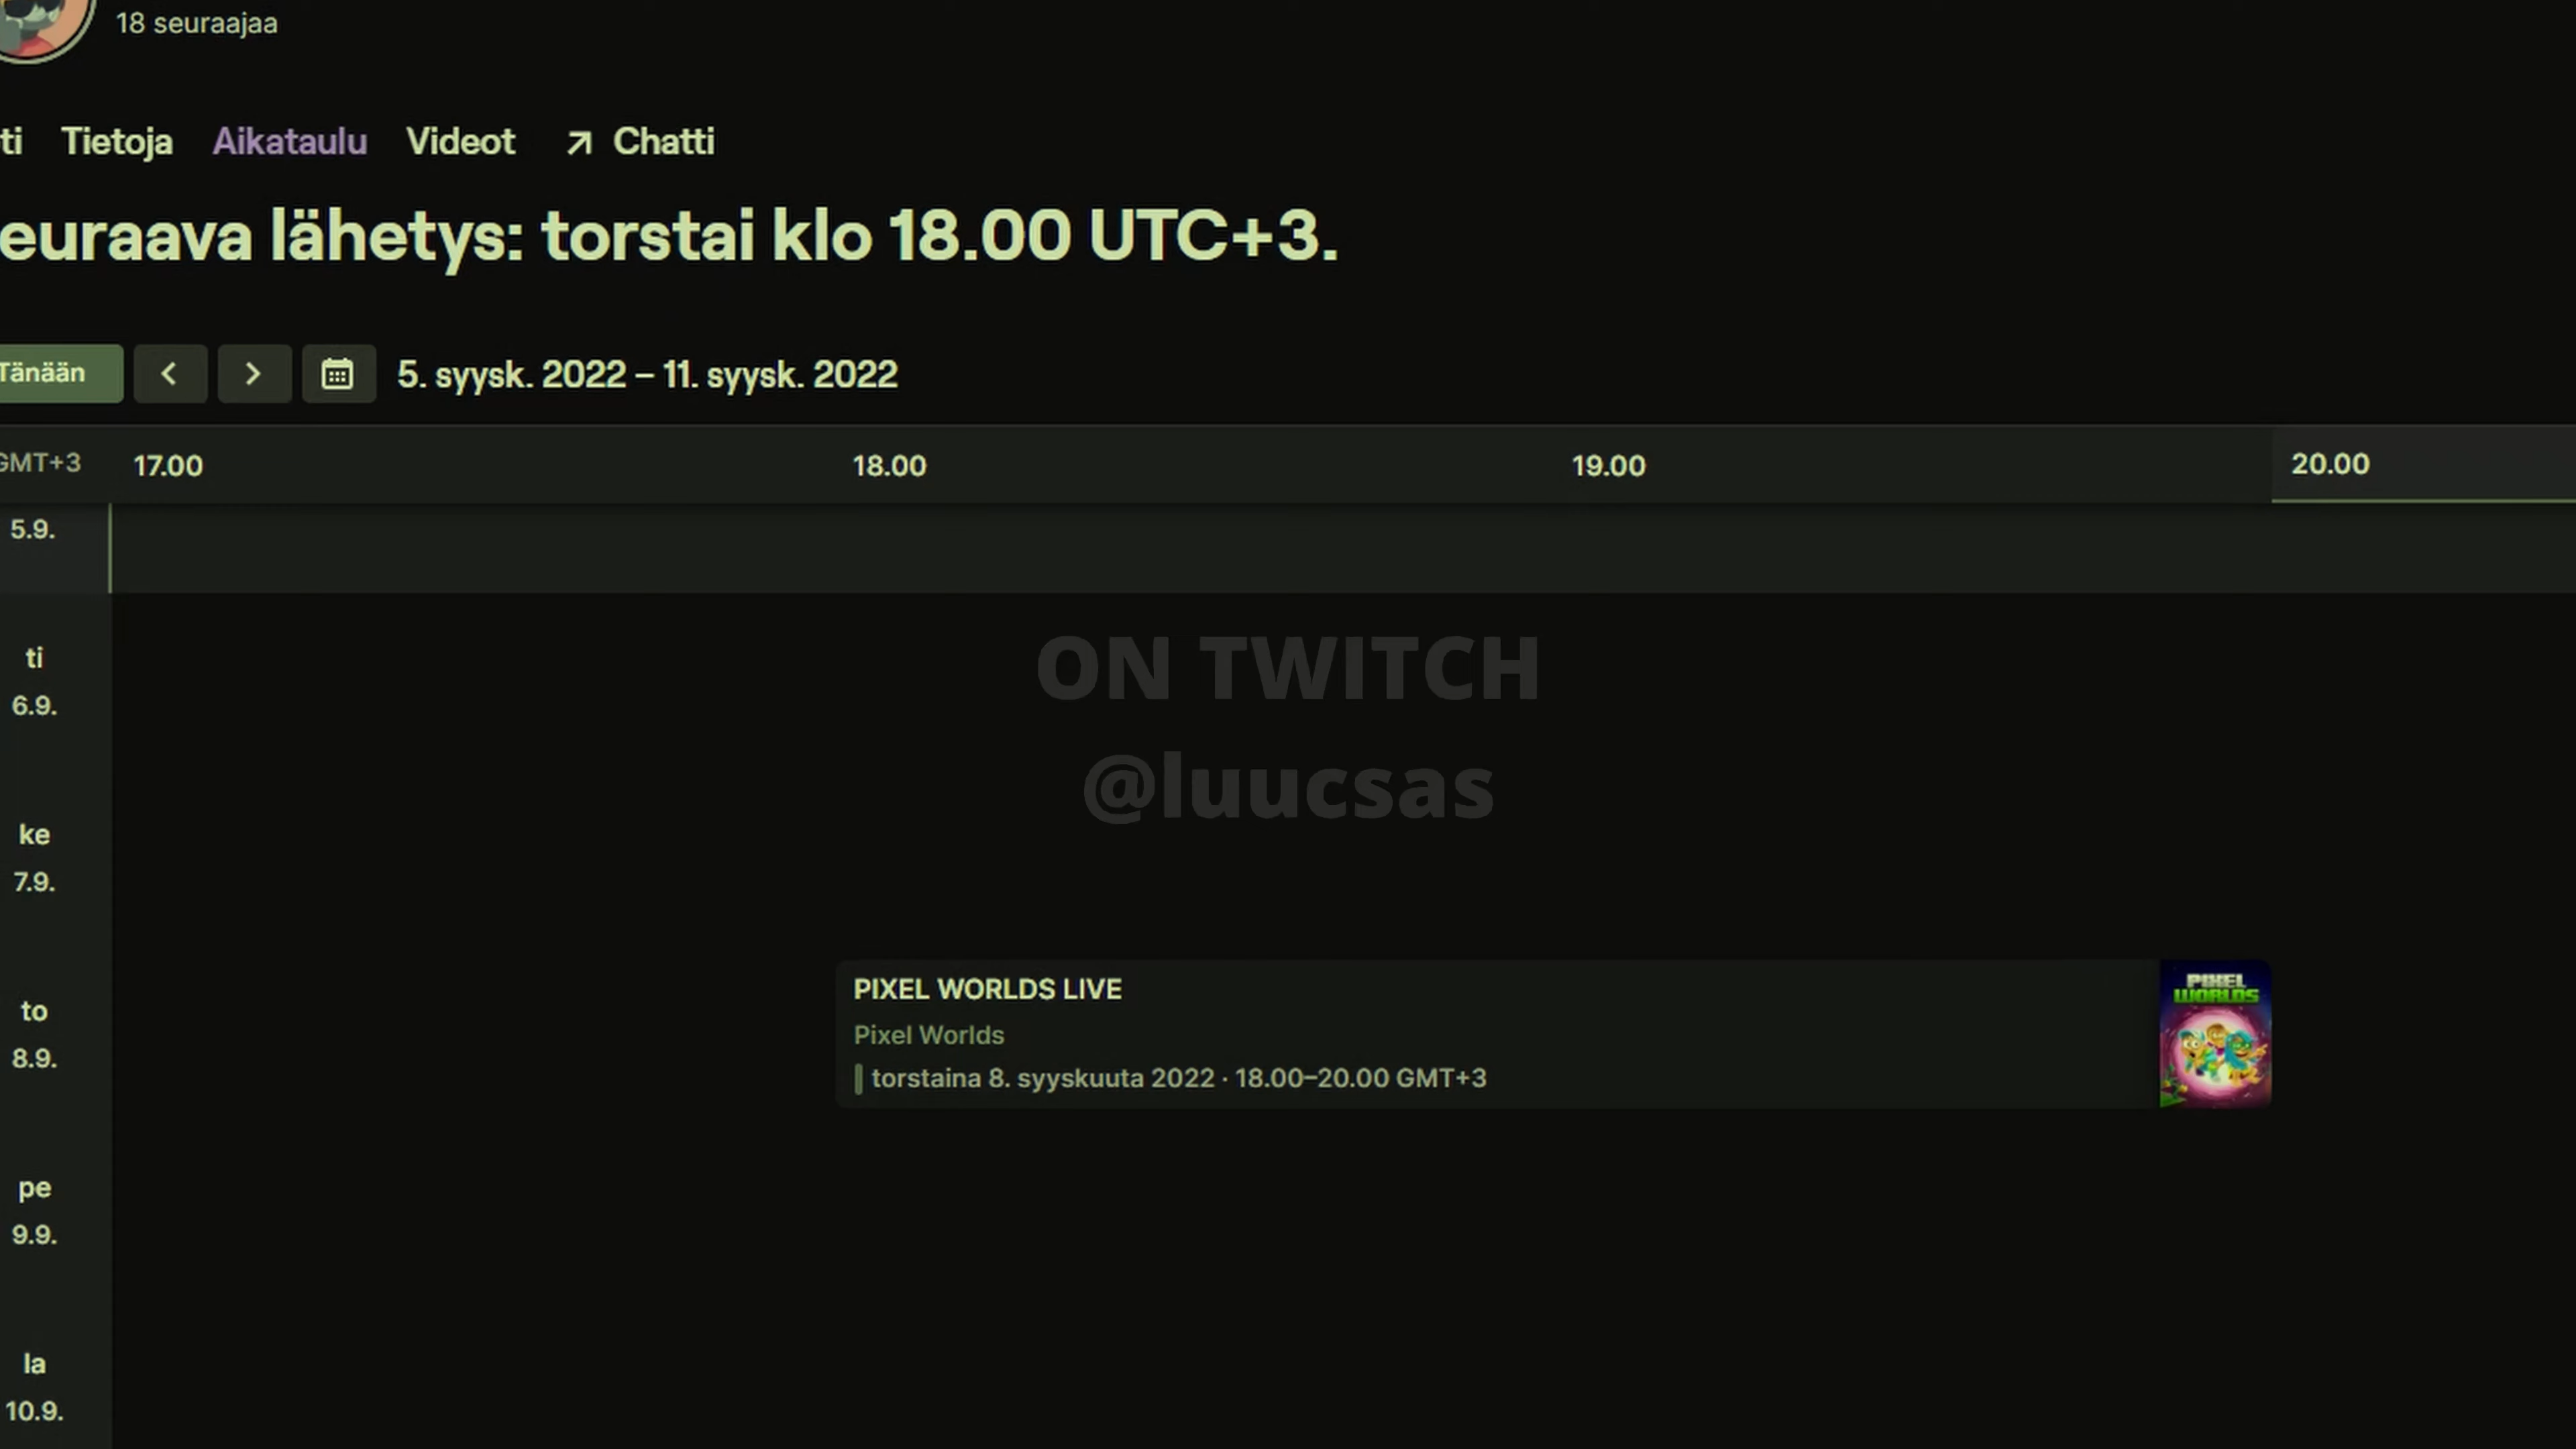 18 seuraajaa
ti Tietoja Aikataulu Videot Chatti
euraava lähetys: torstai klo 18.00 UTC+3.
Tänään 5. syysk. 2022 – 11. syysk. 2022
GMT+3 17.00 18.00 19.00 20.00
5.9.
ON TWITCH
ti
6.9.
@luucsas
ke
7.9.
PIXEL WORLDS LIVE
PIXEL WORLDS
Pixel Worlds
to
torstaina 8. syyskuuta 2022 · 18.00–20.00 GMT+3
8.9.
pe
9.9.
la
10.9.